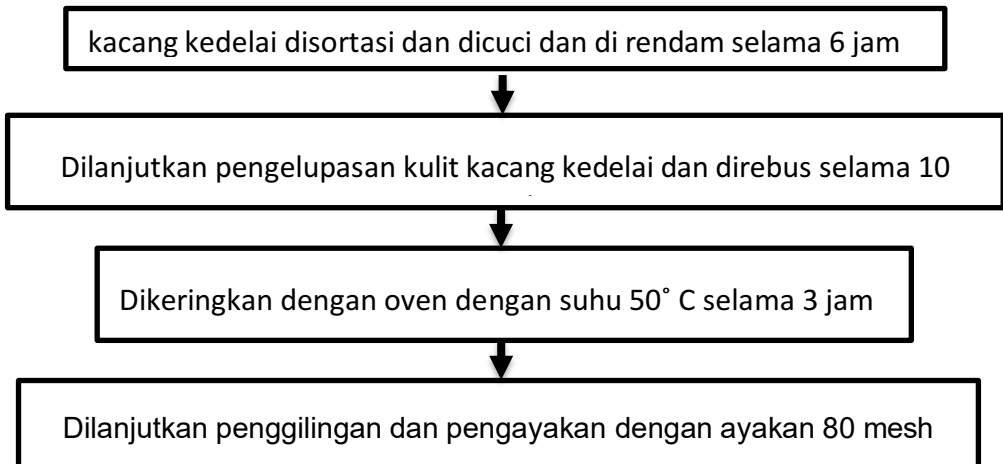 kacang kedelai disortasi dan dicuci dan di rendam selama 6 jam
Dilanjutkan pengelupasan kulit kacang kedelai dan direbus selama 10
Dikeringkan dengan oven dengan suhu 50˚ C selama 3 jam
Dilanjutkan penggilingan dan pengayakan dengan ayakan 80 mesh